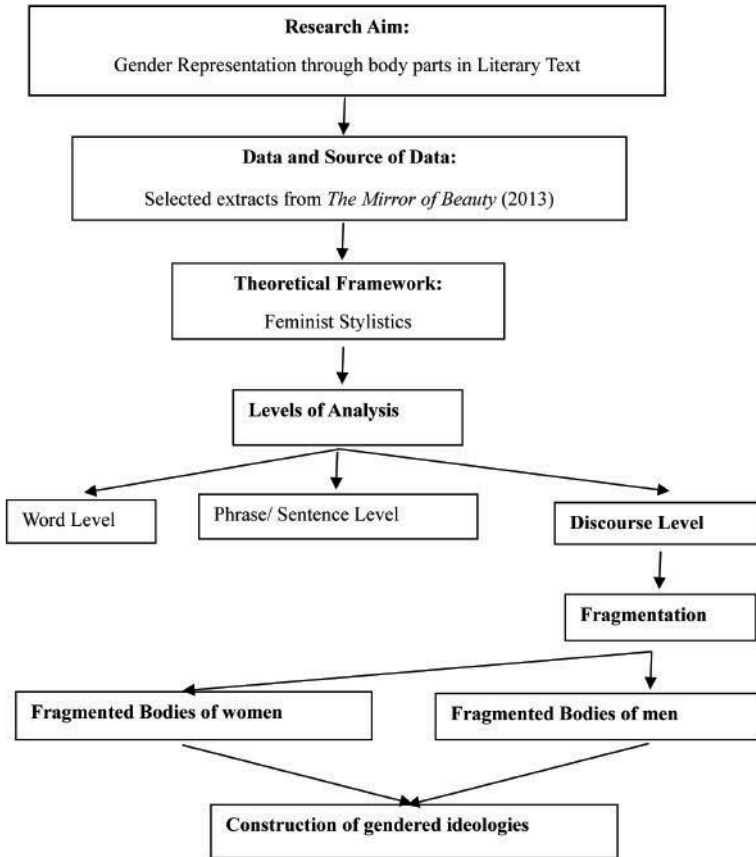 Research Aim:
Gender Representation through body parts in Literary Text
Data and Source of Data:
Selected extracts from The Mirror of Beauty (2013)
Theoretical Framework:
Feminist Stylistics
Levels of Analysis
Word Level
Phrase/ Sentence Level
Discourse Level
Fragmentation
Fragmented Bodies of women
Fragmented Bodies of men
Construction of gendered ideologies